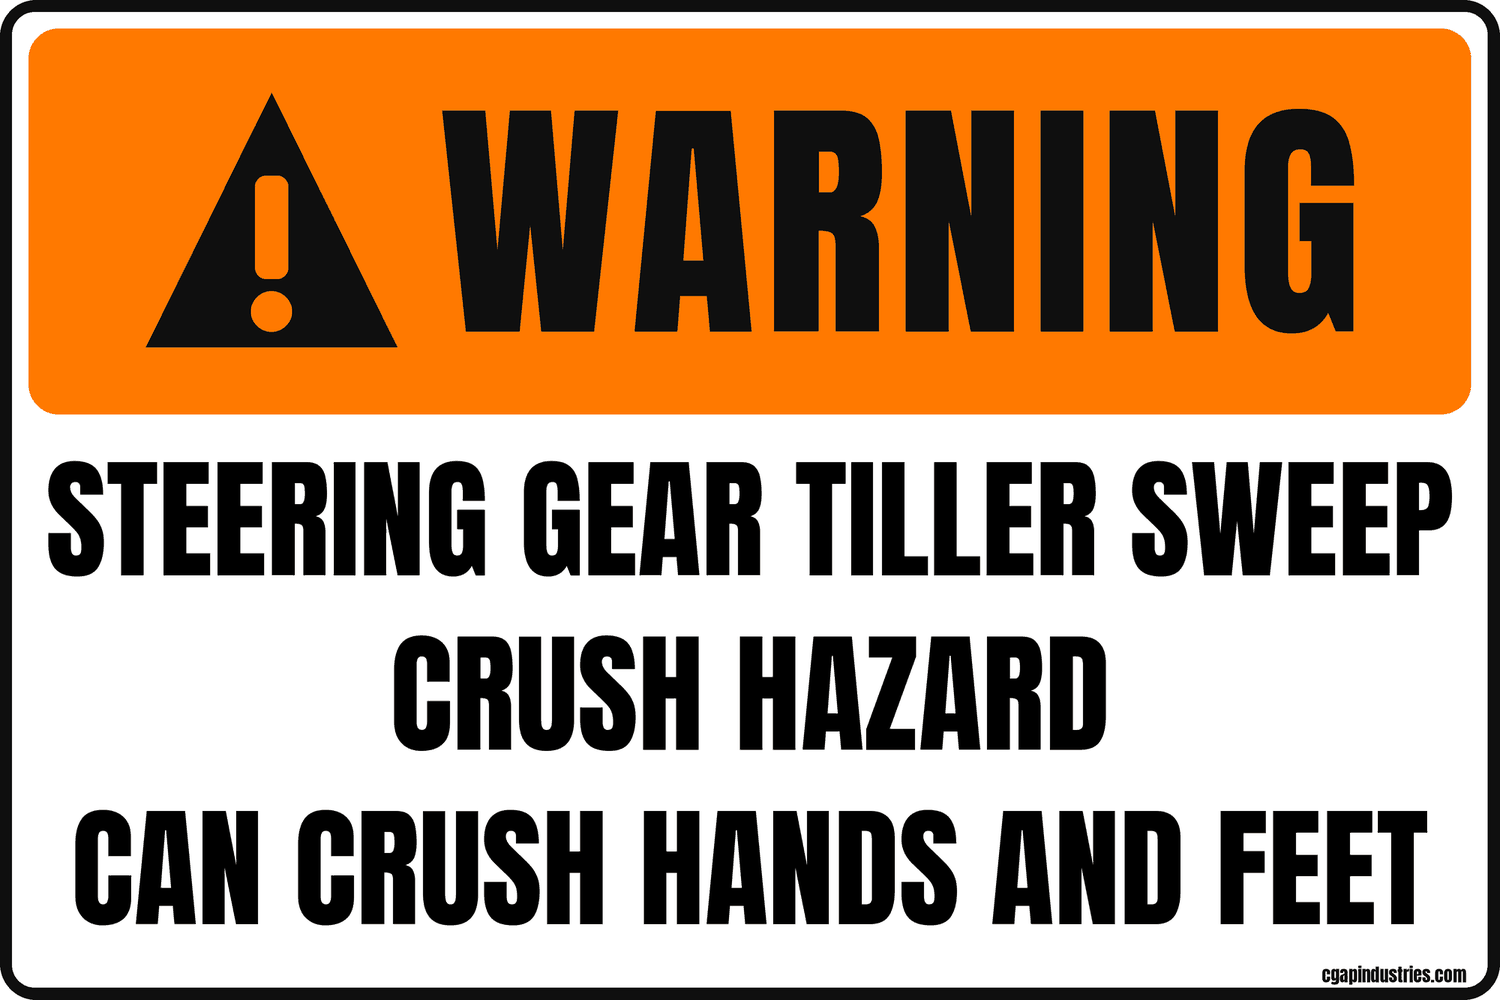 WARNING
STEERING GEAR TILLER SWEEP
CRUSH HAZARD
CAN CRUSH HANDS AND FEET
cgapindustries.com